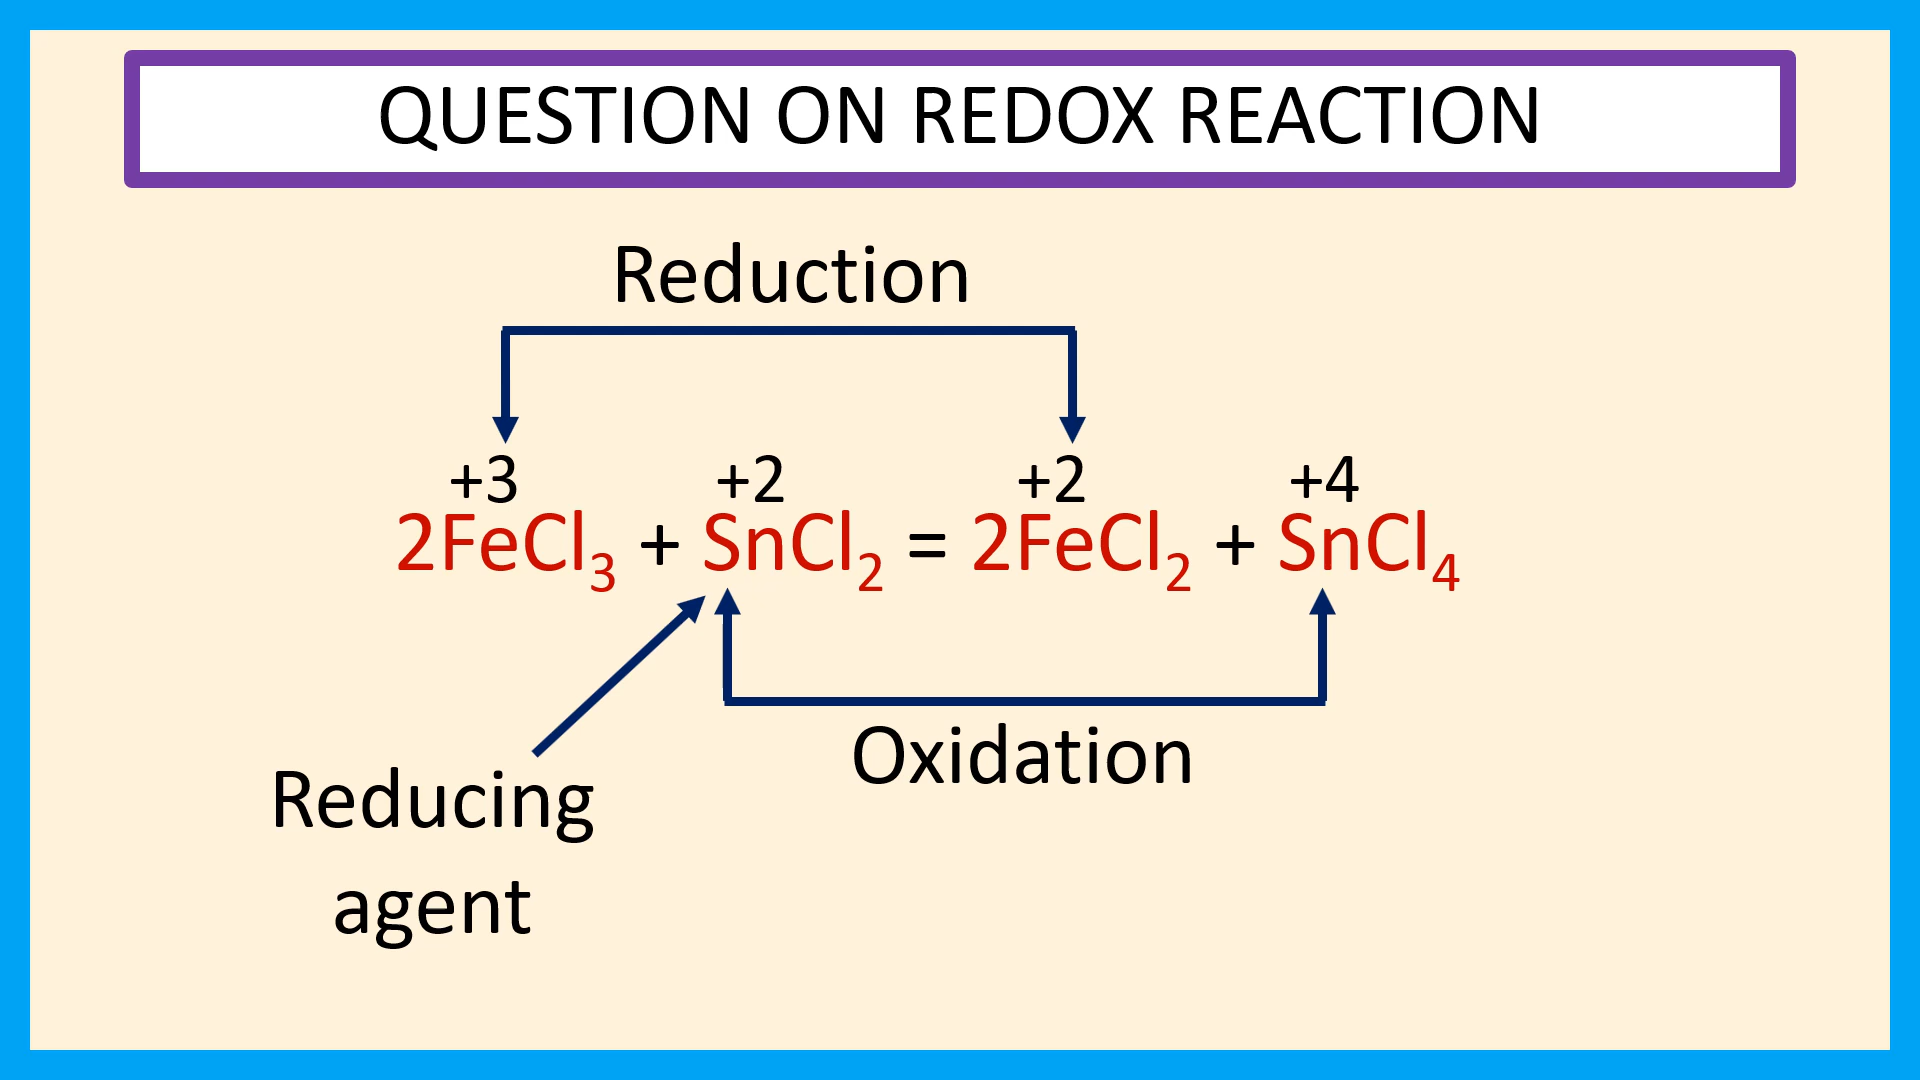 QUESTION ON REDOX REACTION
Reduction
+3 +2 +2 +4
2FeCl₃ + SnCl₂ = 2FeCl₂ + SnCl₄
Oxidation
Reducing
agent